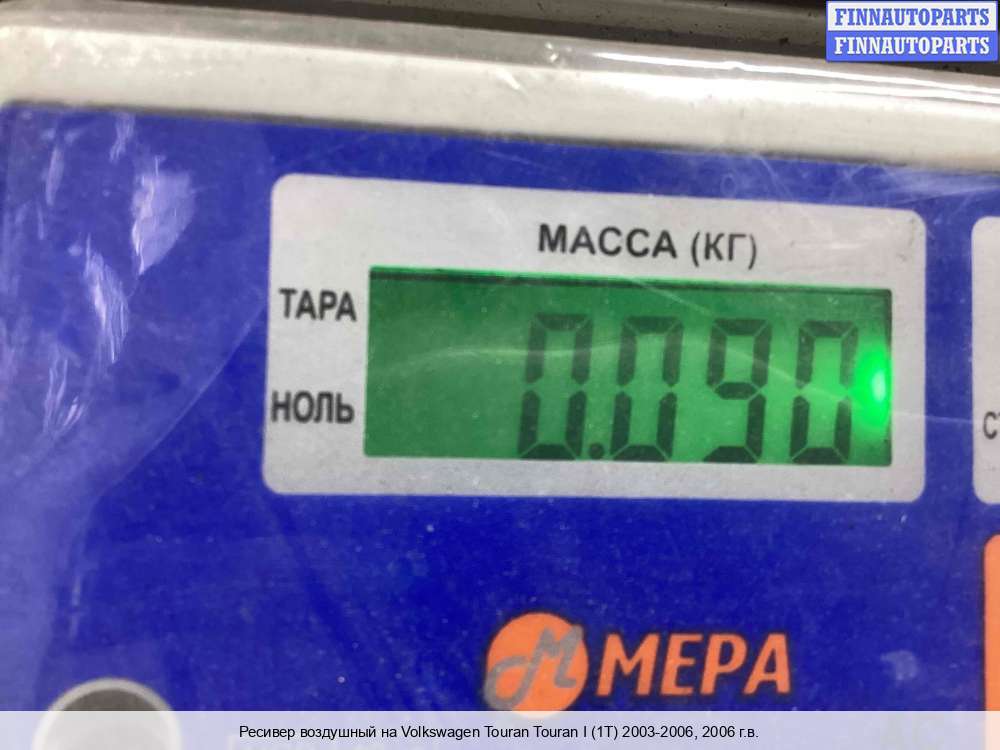 FINNAUTOPARTS
FINNAUTOPARTS
МАССА (КГ)
ТАРА
0.090
НОЛЬ
МЕРА
Ресивер воздушный на Volkswagen Touran Touran I (1T) 2003-2006, 2006 г.в.